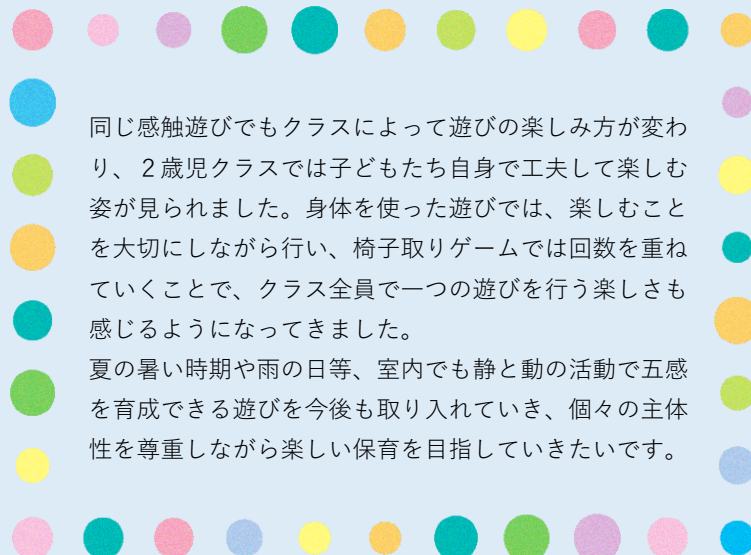 同じ感触遊びでもクラスによって遊びの楽しみ方が変わ
り、２歳児クラスでは子どもたち自身で工夫して楽しむ
姿が見られました。身体を使った遊びでは、楽しむこと
を大切にしながら行い、椅子取りゲームでは回数を重ね
ていくことで、クラス全員で一つの遊びを行う楽しさも
感じるようになってきました。
夏の暑い時期や雨の日等、室内でも静と動の活動で五感
を育成できる遊びを今後も取り入れていき、個々の主体
性を尊重しながら楽しい保育を目指していきたいです。